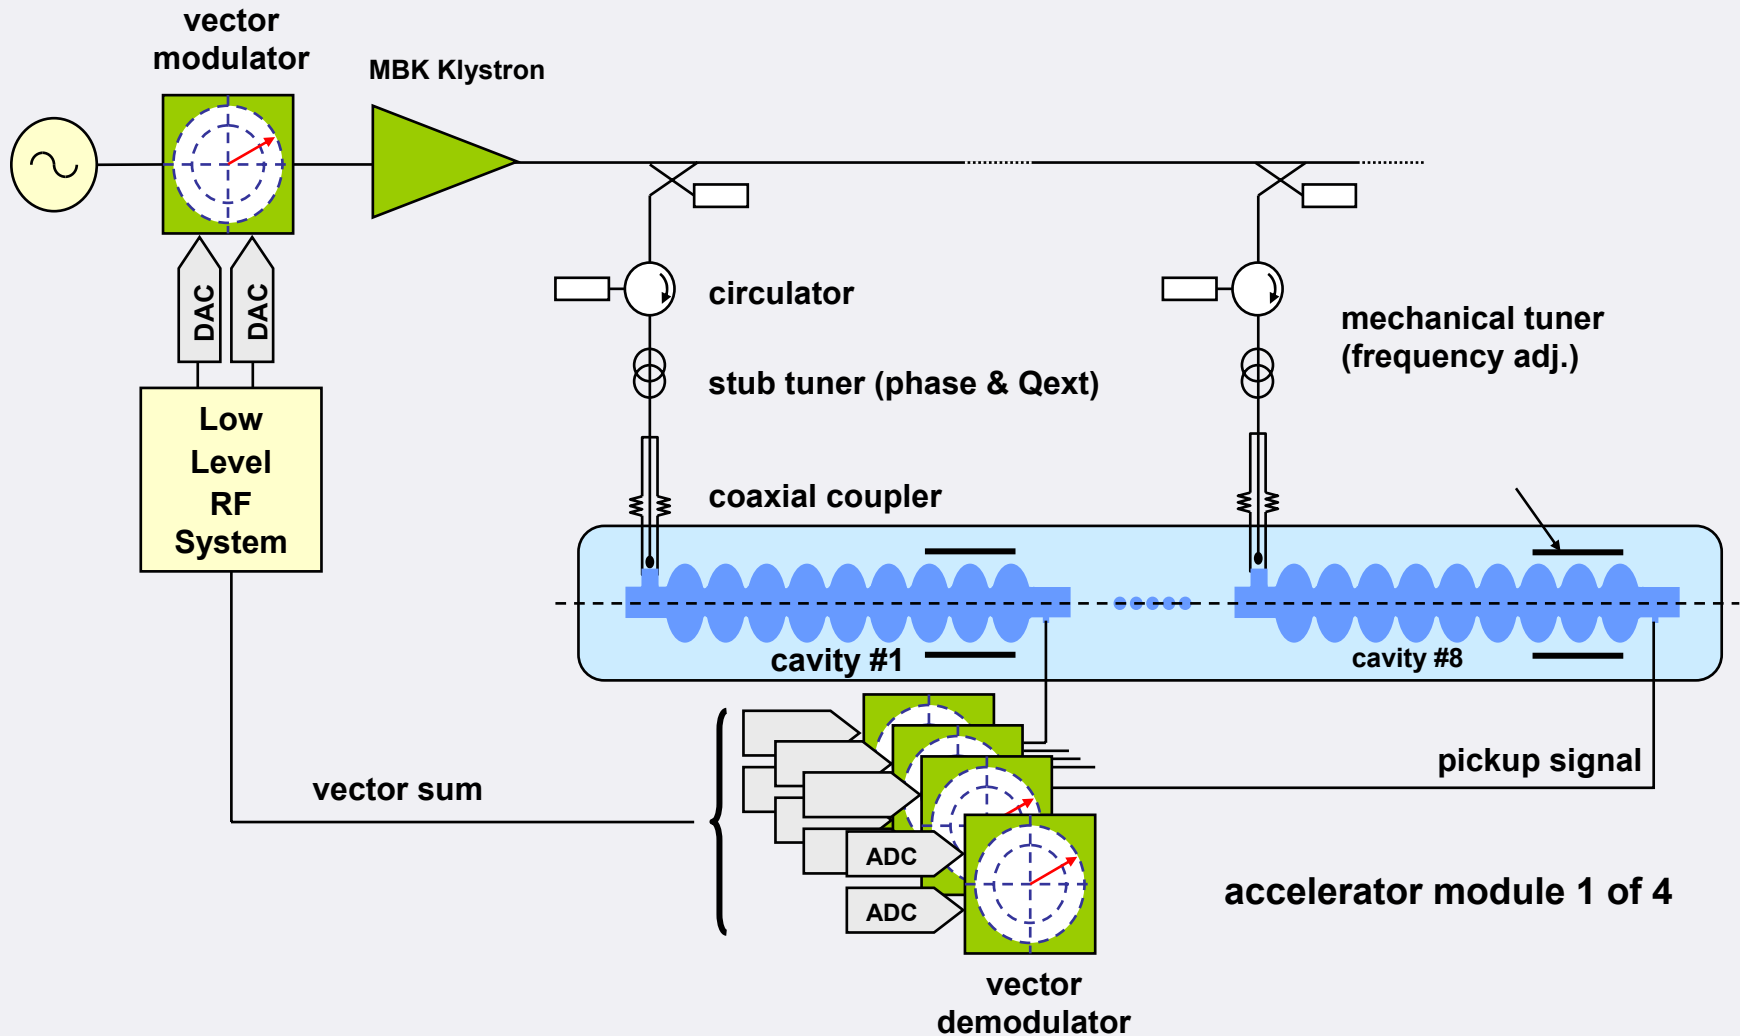 vector
modulator
MBK Klystron
DAC
DAC
circulator
mechanical tuner
(frequency adj.)
stub tuner (phase & Qext)
Low
Level
RF
System
coaxial coupler
cavity #1
cavity #8
vector sum
pickup signal
ADC
ADC
accelerator module 1 of 4
vector
demodulator